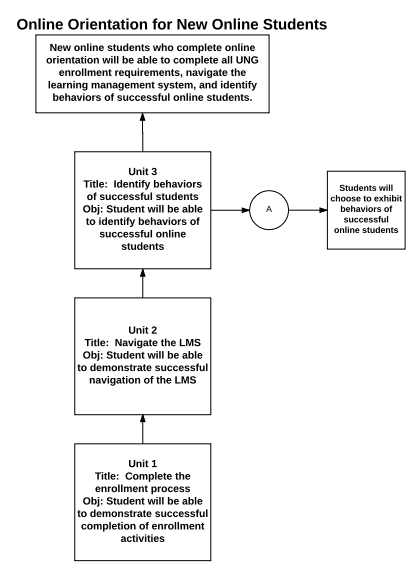 Online Orientation for New Online Students
New online students who complete online
orientation will be able to complete all UNG
enrollment requirements, navigate the
learning management system, and identify
behaviors of successful online students.
Unit 3
Title:  Identify behaviors
of successful students
Obj: Student will be able
to identify behaviors of
successful online
students
A
Students will
choose to exhibit
behaviors of
successful
online students
Unit 2
Title:  Navigate the LMS
Obj: Student will be able
to demonstrate successful
navigation of the LMS
Unit 1
Title:  Complete the
enrollment process
Obj: Student will be able
to demonstrate successful
completion of enrollment
activities